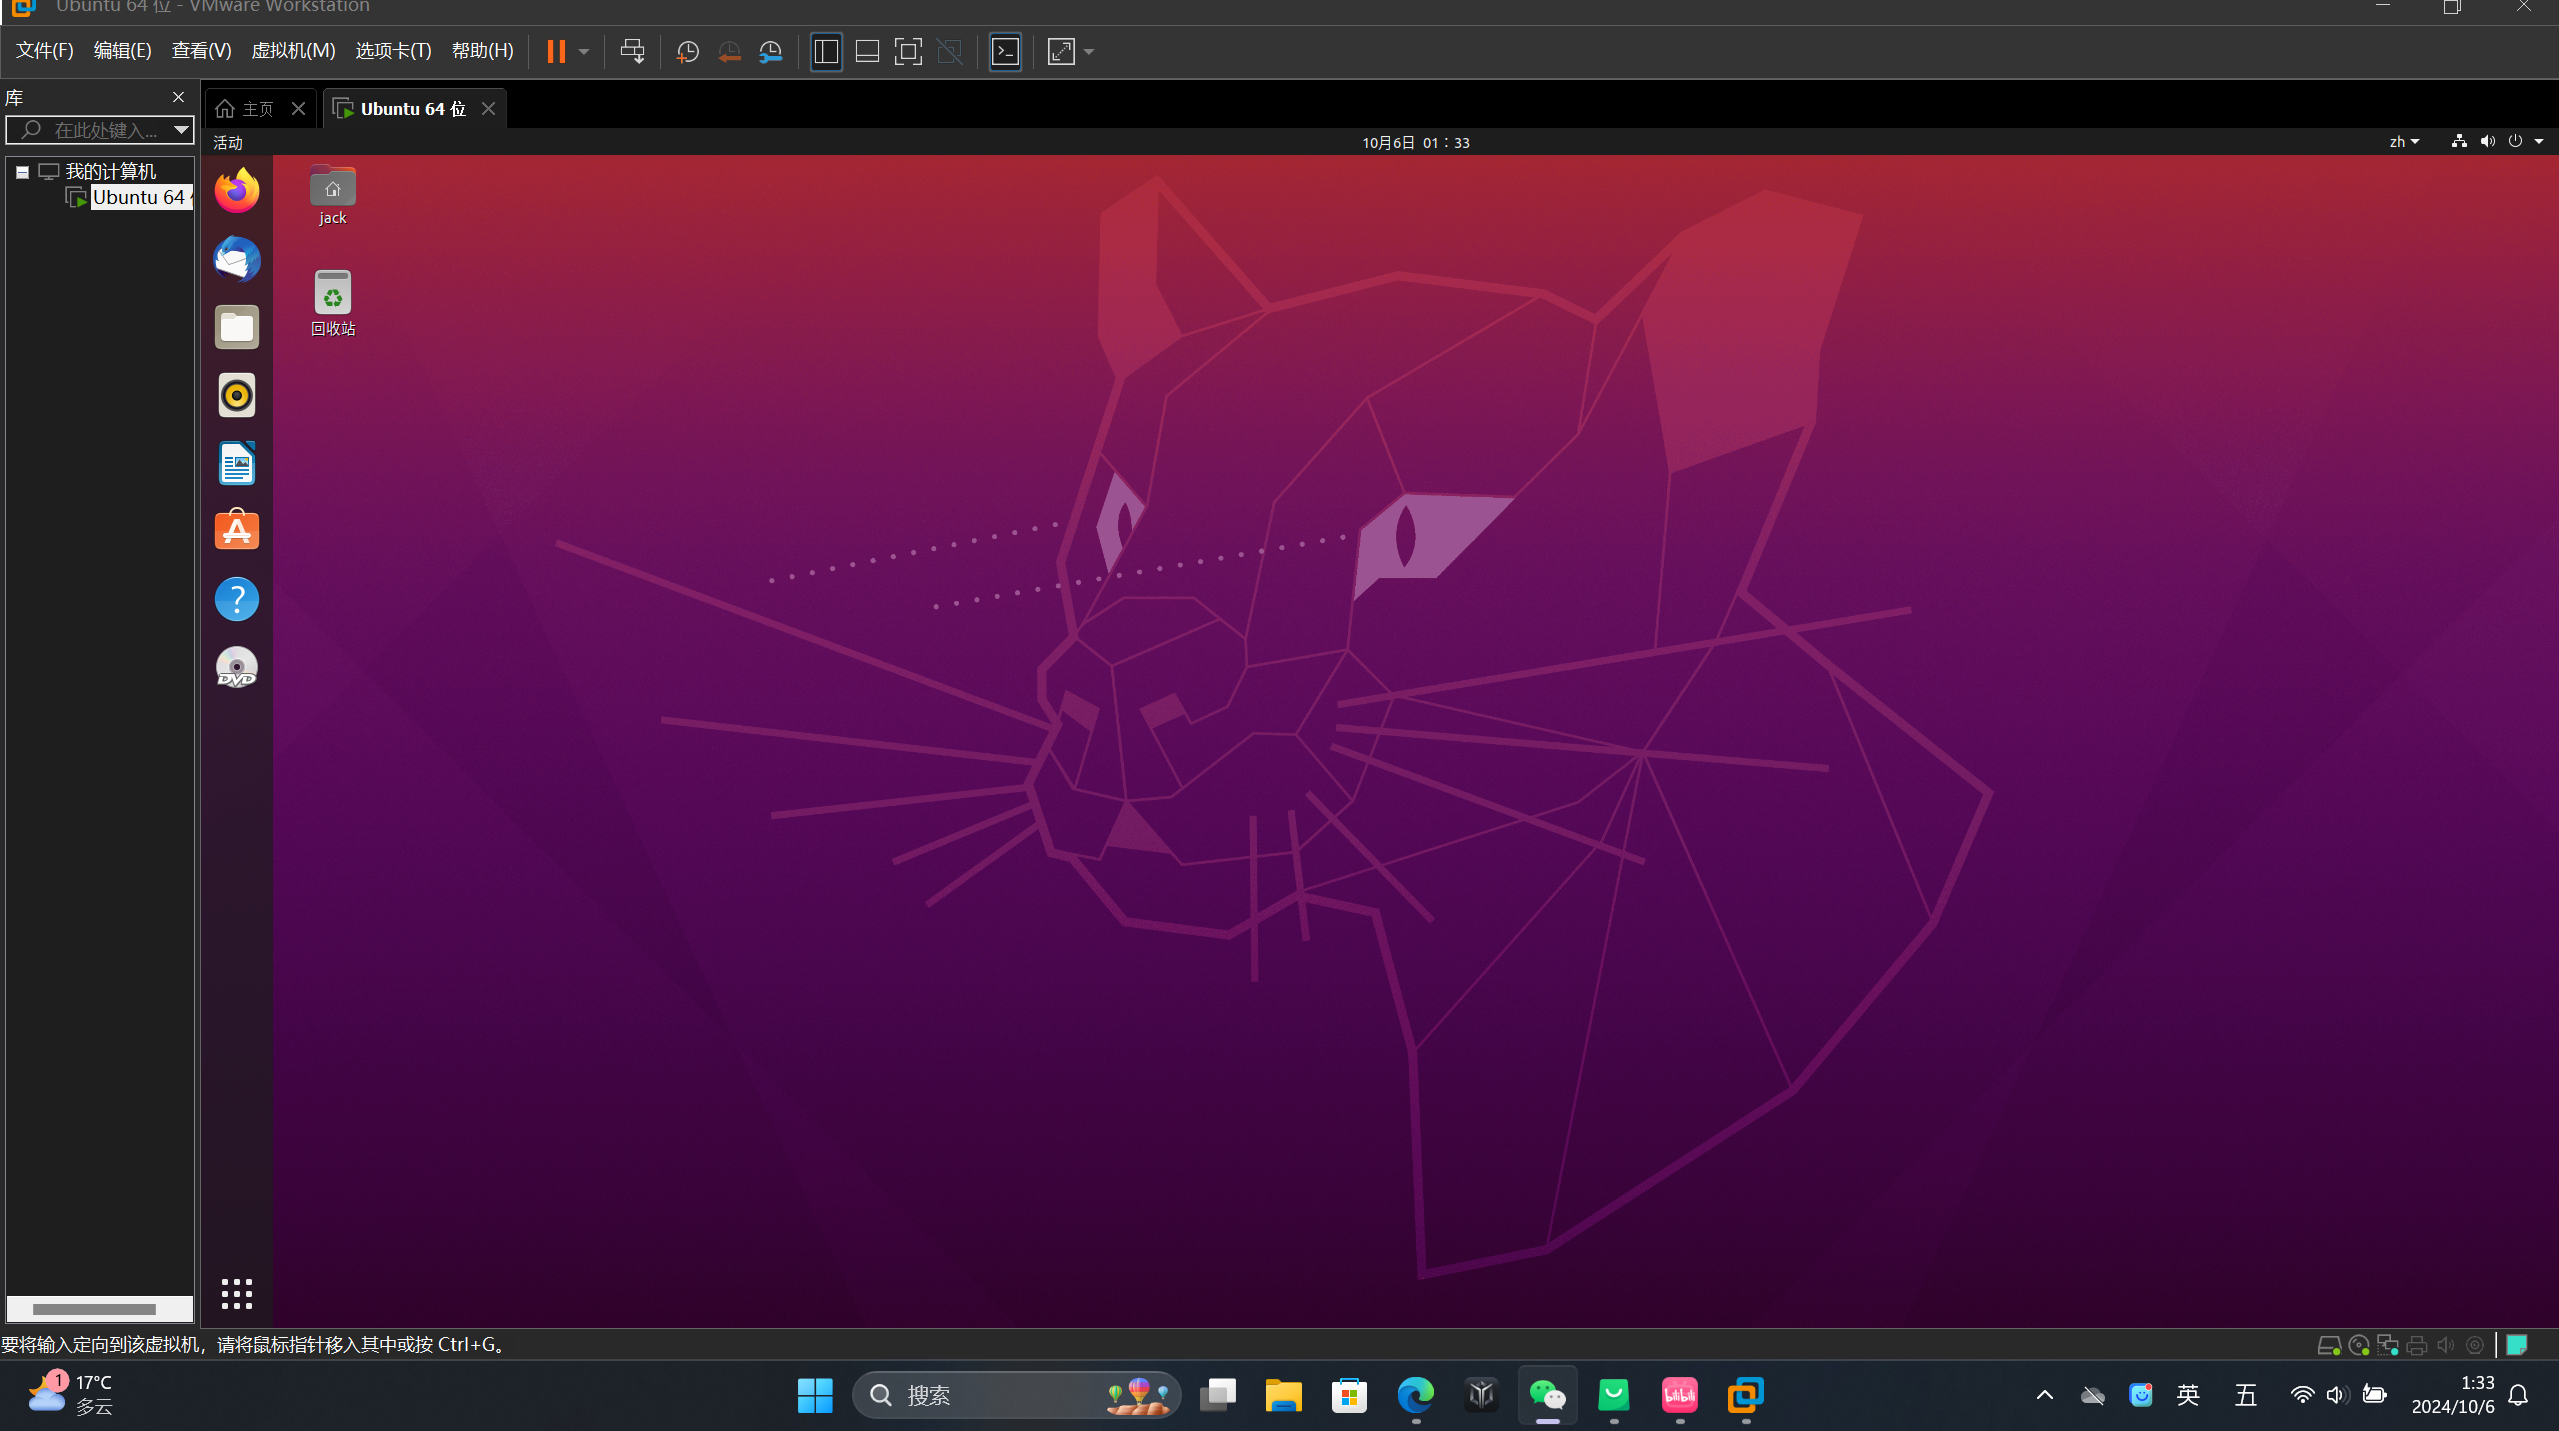 Ubuntu 64 位 - VMware Workstation
文件(F) 编辑(E) 查看(V) 虚拟机(M) 选项卡(T) 帮助(H)
库
在此处键入...
我的计算机
Ubuntu 64
主页
Ubuntu 64 位
活动
10月6日 01：33
zh
jack
回收站
DVD
要将输入定向到该虚拟机，请将鼠标指针移入其中或按 Ctrl+G。
1
17°C
多云
搜索
bilibili
英
五
1:33
2024/10/6